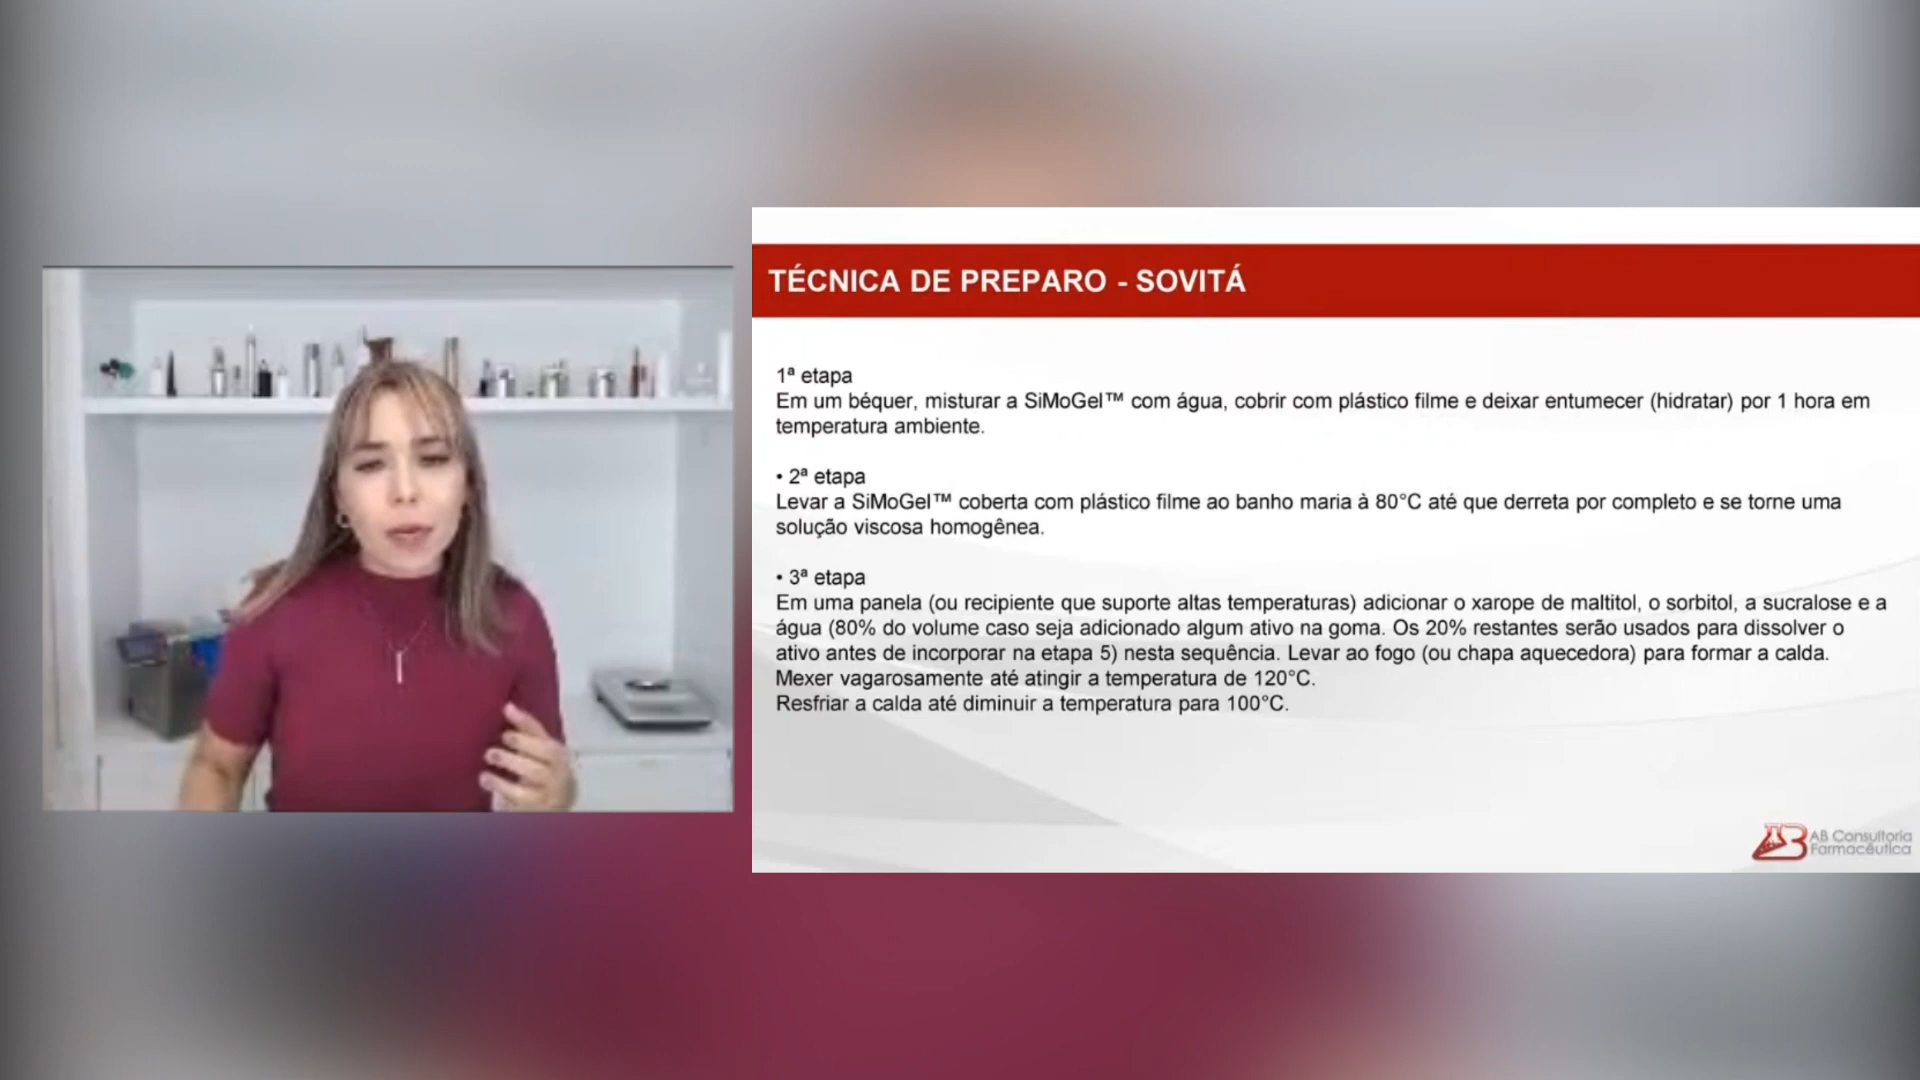 TÉCNICA DE PREPARO - SOVITÁ
1ª etapa
Em um béquer, misturar a SiMoGel™ com água, cobrir com plástico filme e deixar entumecer (hidratar) por 1 hora em
temperatura ambiente.
• 2ª etapa
Levar a SiMoGel™ coberta com plástico filme ao banho maria à 80°C até que derreta por completo e se torne uma
solução viscosa homogênea.
• 3ª etapa
Em uma panela (ou recipiente que suporte altas temperaturas) adicionar o xarope de maltitol, o sorbitol, a sucralose e a
água (80% do volume caso seja adicionado algum ativo na goma. Os 20% restantes serão usados para dissolver o
ativo antes de incorporar na etapa 5) nesta sequência. Levar ao fogo (ou chapa aquecedora) para formar a calda.
Mexer vagarosamente até atingir a temperatura de 120°C.
Resfriar a calda até diminuir a temperatura para 100°C.
AB Consultoria
Farmacêutica